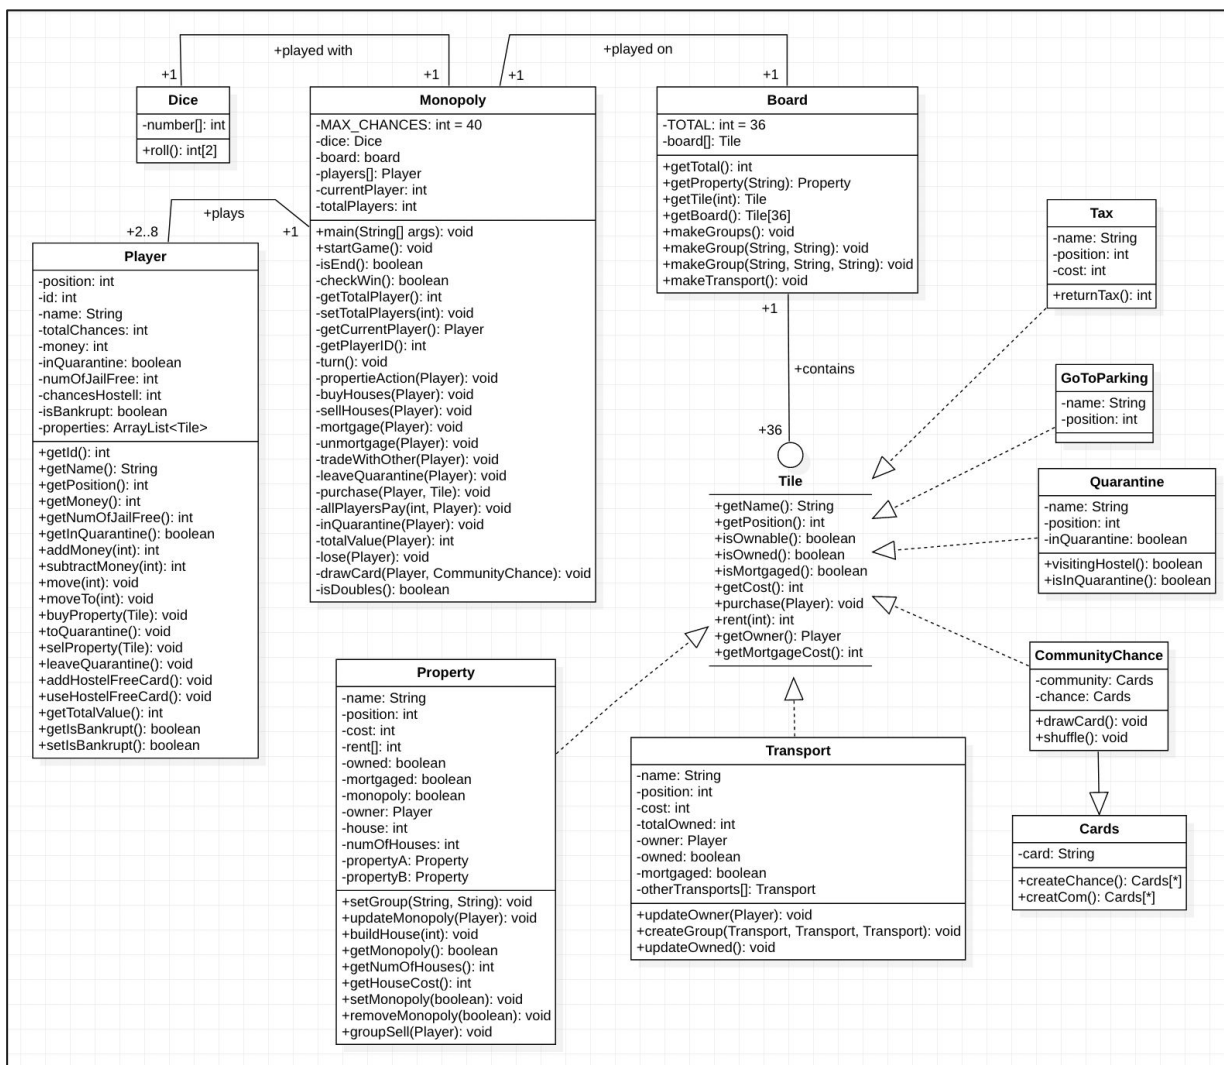 +played with
+1
+1
+played on
+1
+1
Dice
-number[]: int
+roll(): int[2]
Monopoly
-MAX_CHANCES: int = 40
-dice: Dice
-board: board
-players[]: Player
-currentPlayer: int
-totalPlayers: int
+main(String[] args): void
+startGame(): void
-isEnd(): boolean
-checkWin(): boolean
-getTotalPlayer(): int
-setTotalPlayers(int): void
-getCurrentPlayer(): Player
-getPlayerID(): int
-turn(): void
-propertieAction(Player): void
-buyHouses(Player): void
-sellHouses(Player): void
-mortgage(Player): void
-unmortgage(Player): void
-tradeWithOther(Player): void
-leaveQuarantine(Player): void
-purchase(Player, Tile): void
-allPlayersPay(int, Player): void
-inQuarantine(Player): void
-totalValue(Player): int
-lose(Player): void
-drawCard(Player, CommunityChance): void
-isDoubles(): boolean
Board
-TOTAL: int = 36
-board[]: Tile
+getTotal(): int
+getProperty(String): Property
+getTile(int): Tile
+getBoard(): Tile[36]
+makeGroups(): void
+makeGroup(String, String): void
+makeGroup(String, String, String): void
+makeTransport(): void
+plays
+2..8
+1
Player
-position: int
-id: int
-name: String
-totalChances: int
-money: int
-inQuarantine: boolean
-numOfJailFree: int
-chancesHostell: int
-isBankrupt: boolean
-properties: ArrayList<Tile>
+getId(): int
+getName(): String
+getPosition(): int
+getMoney(): int
+getNumOfJailFree(): int
+getInQuarantine(): boolean
+addMoney(int): int
+subtractMoney(int): int
+move(int): void
+moveTo(int): void
+buyProperty(Tile): void
+toQuarantine(): void
+selProperty(Tile): void
+leaveQuarantine(): void
+addHostelFreeCard(): void
+useHostelFreeCard(): void
+getTotalValue(): int
+getIsBankrupt(): boolean
+setIsBankrupt(): boolean
+1
+contains
+36
Tile
+getName(): String
+getPosition(): int
+isOwnable(): boolean
+isOwned(): boolean
+isMortgaged(): boolean
+getCost(): int
+purchase(Player): void
+rent(int): int
+getOwner(): Player
+getMortgageCost(): int
Tax
-name: String
-position: int
-cost: int
+returnTax(): int
GoToParking
-name: String
-position: int
Quarantine
-name: String
-position: int
-inQuarantine: boolean
+visitingHostel(): boolean
+isInQuarantine(): boolean
CommunityChance
-community: Cards
-chance: Cards
+drawCard(): void
+shuffle(): void
Cards
-card: String
+createChance(): Cards[*]
+creatCom(): Cards[*]
Property
-name: String
-position: int
-cost: int
-rent[]: int
-owned: boolean
-mortgaged: boolean
-monopoly: boolean
-owner: Player
-house: int
-numOfHouses: int
-propertyA: Property
-propertyB: Property
+setGroup(String, String): void
+updateMonopoly(Player): void
+buildHouse(int): void
+getMonopoly(): boolean
+getNumOfHouses(): int
+getHouseCost(): int
+setMonopoly(boolean): void
+removeMonopoly(boolean): void
+groupSell(Player): void
Transport
-name: String
-position: int
-cost: int
-totalOwned: int
-owner: Player
-owned: boolean
-mortgaged: boolean
-otherTransports[]: Transport
+updateOwner(Player): void
+createGroup(Transport, Transport, Transport): void
+updateOwned(): void